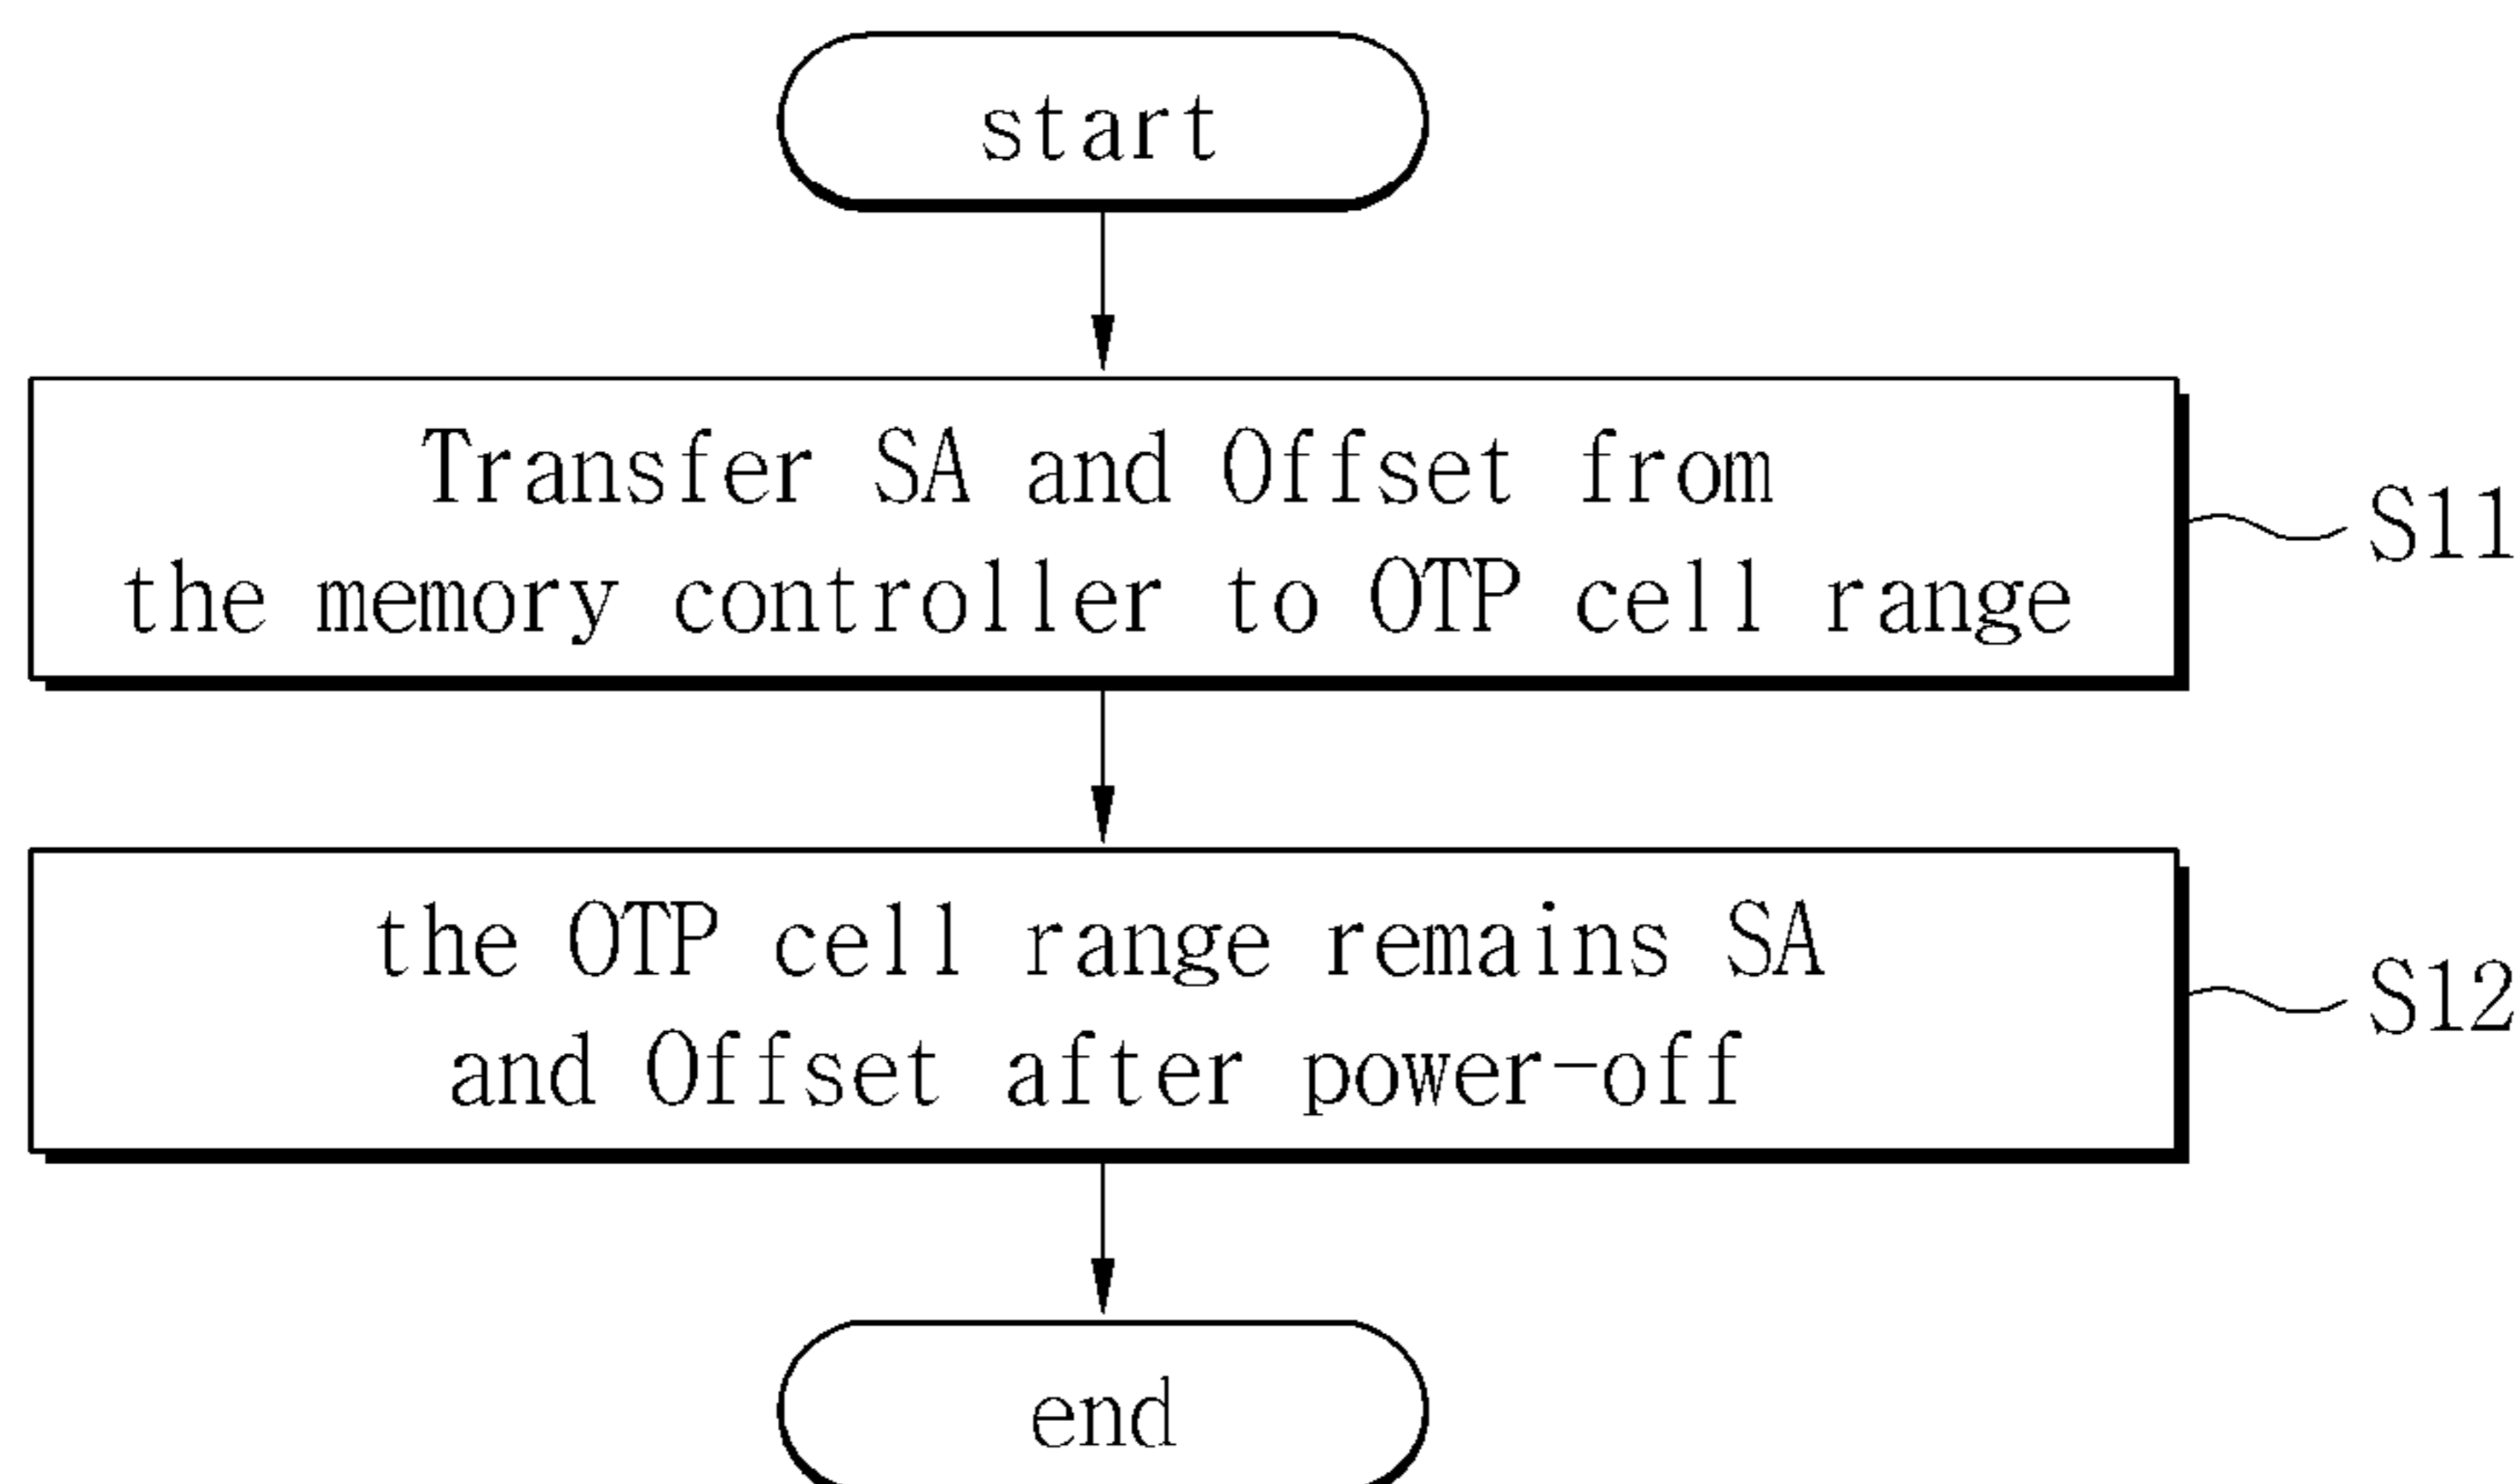 start
Transfer SA and Offset from
the memory controller to OTP cell range
S11
the OTP cell range remains SA
and Offset after power-off
S12
end